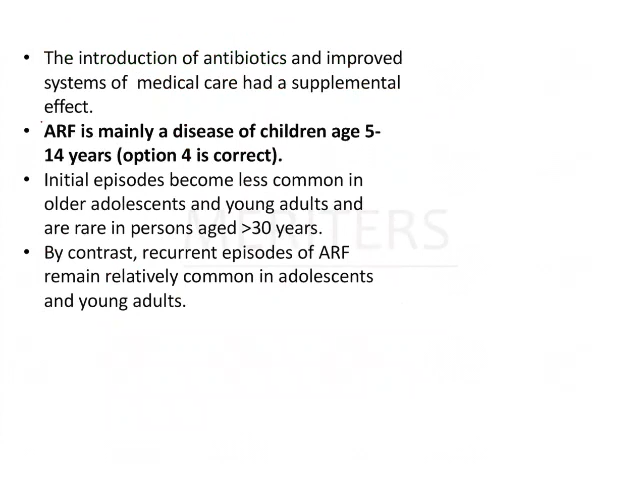 • The introduction of antibiotics and improved
systems of  medical care had a supplemental
effect.
• ARF is mainly a disease of children age 5-
14 years (option 4 is correct).
• Initial episodes become less common in
older adolescents and young adults and
are rare in persons aged >30 years.
• By contrast, recurrent episodes of ARF
remain relatively common in adolescents
and young adults.
MERITERS